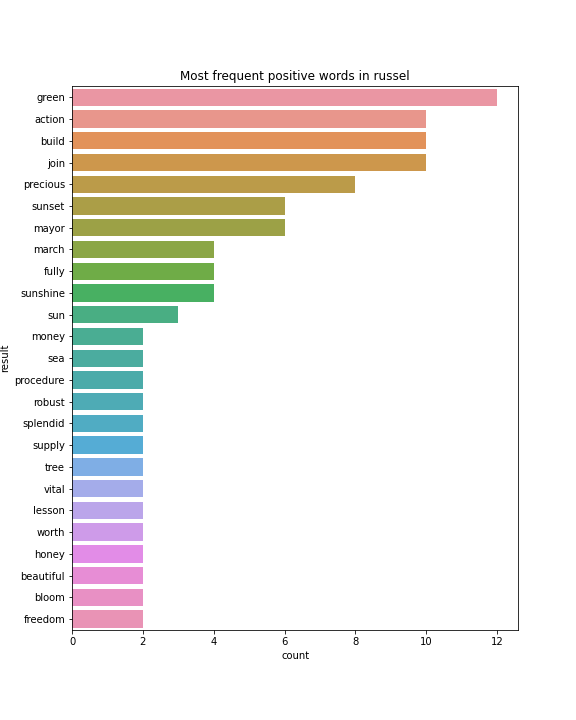 Most frequent positive words in russel
green
action
build
join
precious
sunset
mayor
march
fully
sunshine
sun
money
sea
procedure
robust
splendid
supply
tree
vital
lesson
worth
honey
beautiful
bloom
freedom
result
0 2 4 6 8 10 12
count